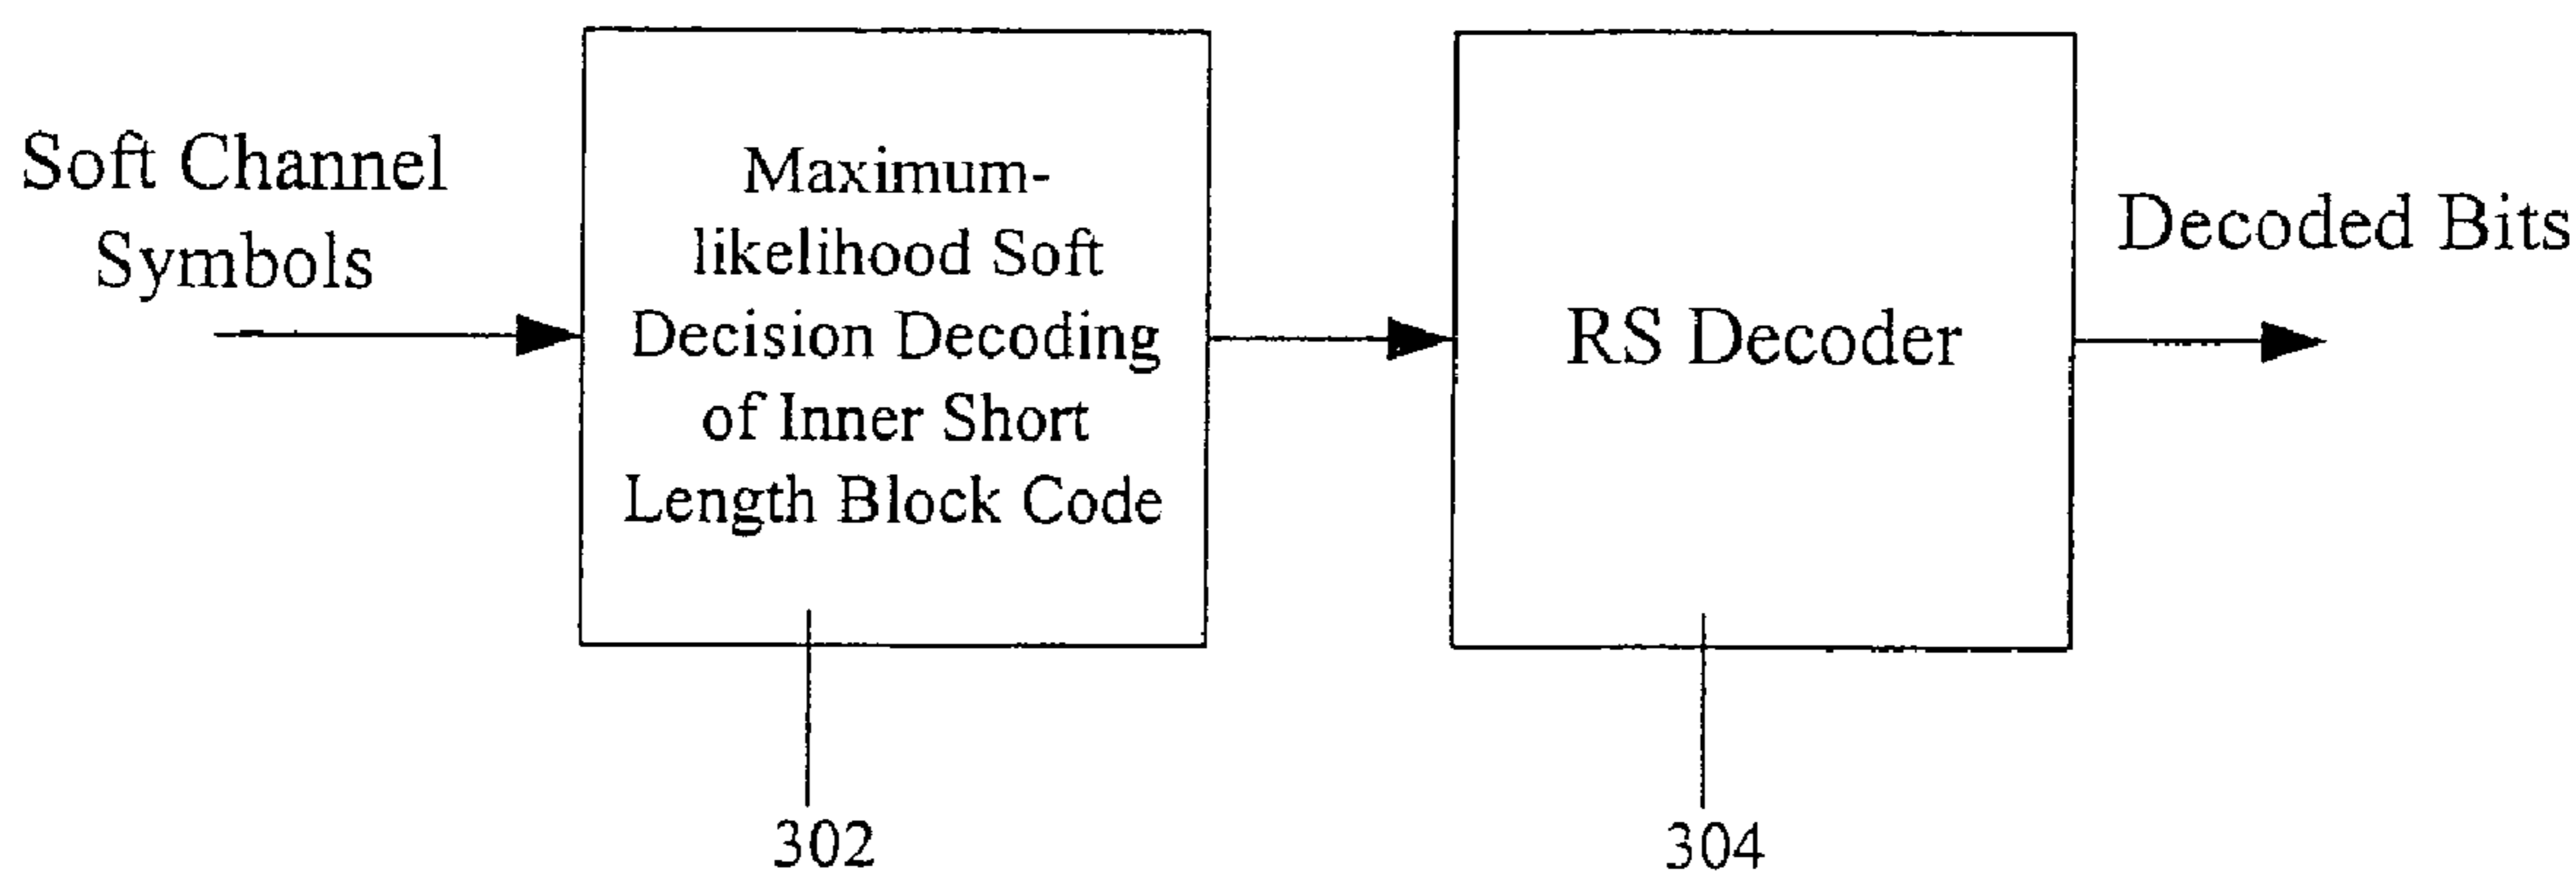 Soft Channel
Symbols
Maximum-
likelihood Soft
Decision Decoding
of Inner Short
Length Block Code
RS Decoder
Decoded Bits
302
304